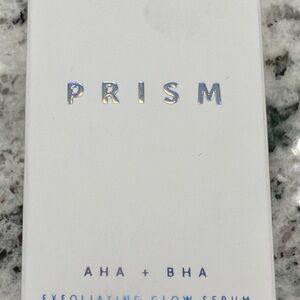 PRISM
AHA + BHA
EXFOLIATING GLOW SERUM